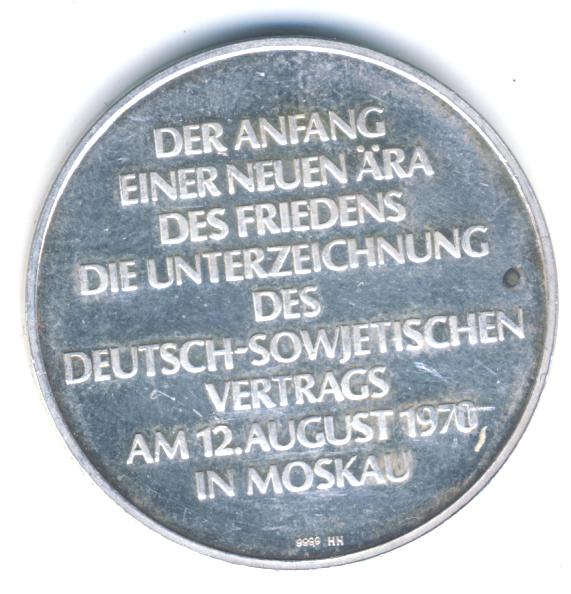 DER ANFANG
EINER NEUEN ÄRA
DES FRIEDENS
DIE UNTERZEICHNUNG
DES
DEUTSCH-SOWJETISCHEN
VERTRAGS
AM 12. AUGUST 1970
IN MOSKAU
HH 9999